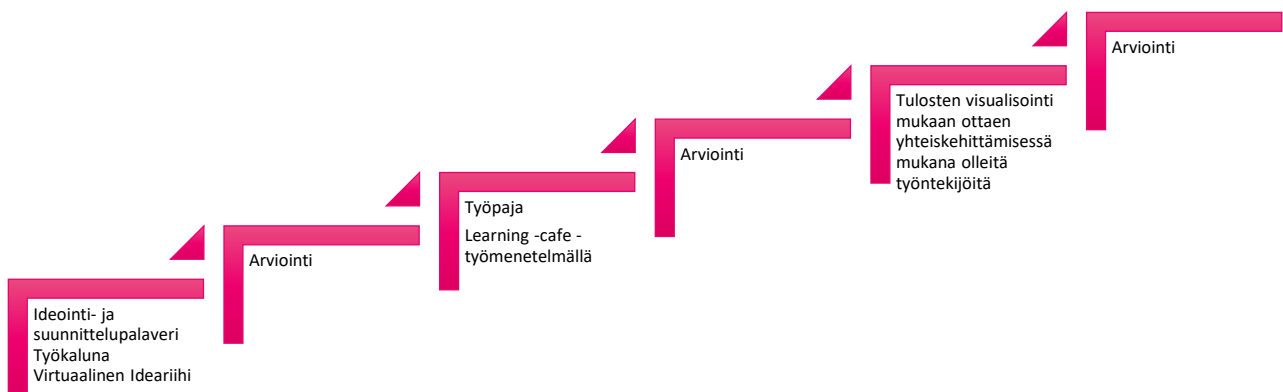 Ideointi- ja
suunnittelupalaveri
Työkaluna
Virtuaalinen Ideariihi
Arviointi
Työpaja
Learning -cafe -
työmenetelmällä
Arviointi
Tulosten visualisointi
mukaan ottaen
yhteiskehittämisessä
mukana olleitä
työntekijöitä
Arviointi